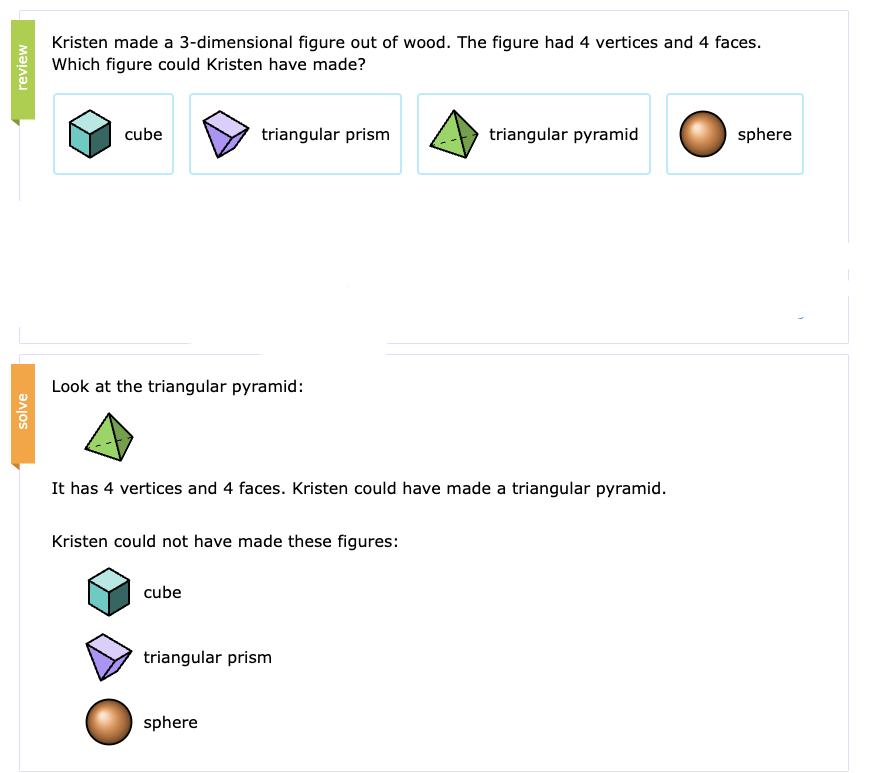 review
Kristen made a 3-dimensional figure out of wood. The figure had 4 vertices and 4 faces.
Which figure could Kristen have made?
cube
triangular prism
triangular pyramid
sphere
solve
Look at the triangular pyramid:
It has 4 vertices and 4 faces. Kristen could have made a triangular pyramid.
Kristen could not have made these figures:
cube
triangular prism
sphere